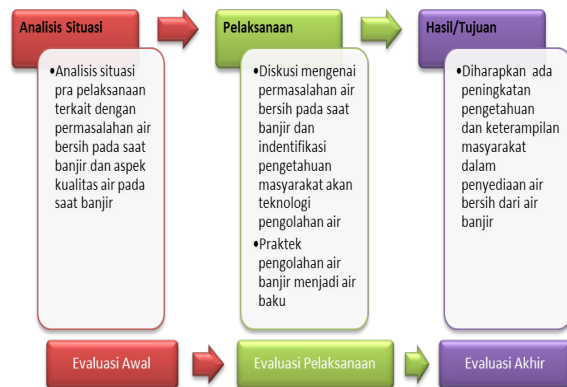 Analisis Situasi
•Analisis situasi
pra pelaksanaan
terkait dengan
permasalahan air
bersih pada saat
banjir dan aspek
kualitas air pada
saat banjir
Pelaksanaan
•Diskusi mengenai
permasalahan air
bersih pada saat
banjir dan
indentifikasi
pengetahuan
masyarakat akan
teknologi
pengolahan air
•Praktek
pengolahan air
banjir menjadi air
baku
Hasil/Tujuan
•Diharapkan ada
peningkatan
pengetahuan
dan keterampilan
masyarakat
dalam
penyediaan air
bersih dari air
banjir
Evaluasi Awal
Evaluasi Pelaksanaan
Evaluasi Akhir